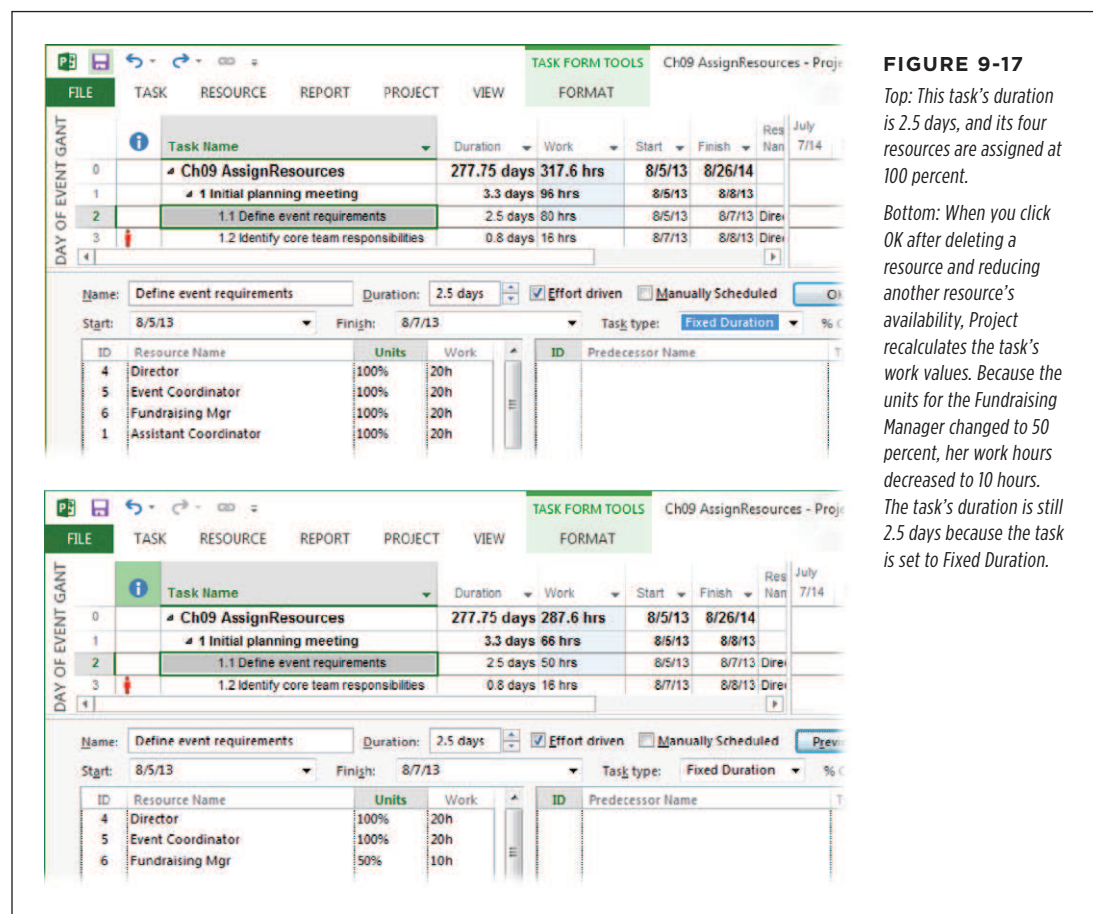 TASK FORM TOOLS Ch09 AssignResources - Proje
FILE TASK RESOURCE REPORT PROJECT VIEW FORMAT
DAY OF EVENT GANT
Task Name Duration Work Start Finish Res Nan July 7/14
0 Ch09 AssignResources 277.75 days 317.6 hrs 8/5/13 8/26/14
1 1 Initial planning meeting 3.3 days 96 hrs 8/5/13 8/8/13
2 1.1 Define event requirements 2.5 days 80 hrs 8/5/13 8/7/13 Dire
3 1.2 Identify core team responsibilities 0.8 days 16 hrs 8/7/13 8/8/13 Dire
Name: Define event requirements Duration: 2.5 days Effort driven Manually Scheduled
Start: 8/5/13 Finish: 8/7/13 Task type: Fixed Duration %
ID Resource Name Units Work ID Predecessor Name
4 Director 100% 20h
5 Event Coordinator 100% 20h
6 Fundraising Mgr 100% 20h
1 Assistant Coordinator 100% 20h
TASK FORM TOOLS Ch09 AssignResources - Proje
FILE TASK RESOURCE REPORT PROJECT VIEW FORMAT
DAY OF EVENT GANT
Task Name Duration Work Start Finish Res Nan July 7/14
0 Ch09 AssignResources 277.75 days 287.6 hrs 8/5/13 8/26/14
1 1 Initial planning meeting 3.3 days 66 hrs 8/5/13 8/8/13
2 1.1 Define event requirements 2.5 days 50 hrs 8/5/13 8/7/13 Dire
3 1.2 Identify core team responsibilities 0.8 days 16 hrs 8/7/13 8/8/13 Dire
Name: Define event requirements Duration: 2.5 days Effort driven Manually Scheduled Previ
Start: 8/5/13 Finish: 8/7/13 Task type: Fixed Duration %
ID Resource Name Units Work ID Predecessor Name
4 Director 100% 20h
5 Event Coordinator 100% 20h
6 Fundraising Mgr 50% 10h
FIGURE 9-17
Top: This task's duration
is 2.5 days, and its four
resources are assigned at
100 percent.
Bottom: When you click
OK after deleting a
resource and reducing
another resource's
availability, Project
recalculates the task's
work values. Because the
units for the Fundraising
Manager changed to 50
percent, her work hours
decreased to 10 hours.
The task's duration is still
2.5 days because the task
is set to Fixed Duration.